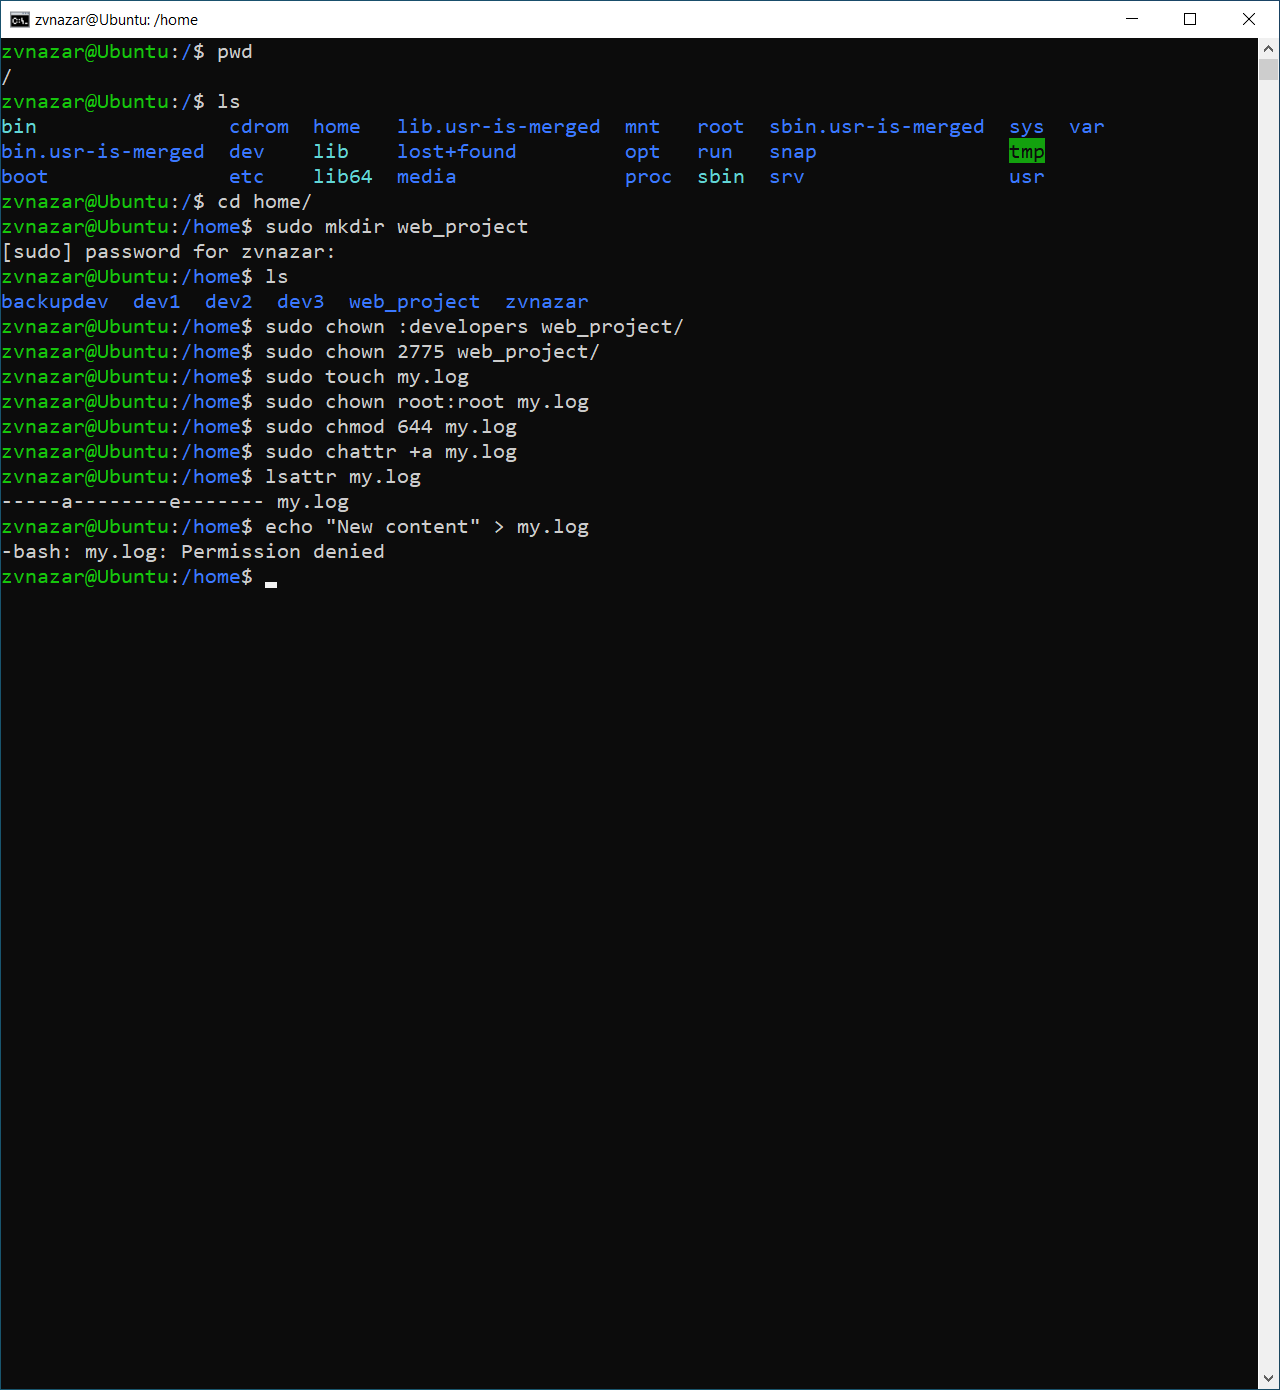 zvnazar@Ubuntu: /home
zvnazar@Ubuntu:/$ pwd
/
zvnazar@Ubuntu:/$ ls
bin                cdrom  home   lib.usr-is-merged  mnt   root  sbin.usr-is-merged  sys  var
bin.usr-is-merged  dev    lib    lost+found         opt   run   snap                tmp
boot               etc    lib64  media              proc  sbin  srv                 usr
zvnazar@Ubuntu:/$ cd home/
zvnazar@Ubuntu:/home$ sudo mkdir web_project
[sudo] password for zvnazar:
zvnazar@Ubuntu:/home$ ls
backupdev  dev1  dev2  dev3  web_project  zvnazar
zvnazar@Ubuntu:/home$ sudo chown :developers web_project/
zvnazar@Ubuntu:/home$ sudo chown 2775 web_project/
zvnazar@Ubuntu:/home$ sudo touch my.log
zvnazar@Ubuntu:/home$ sudo chown root:root my.log
zvnazar@Ubuntu:/home$ sudo chmod 644 my.log
zvnazar@Ubuntu:/home$ sudo chattr +a my.log
zvnazar@Ubuntu:/home$ lsattr my.log
-----a--------e------- my.log
zvnazar@Ubuntu:/home$ echo "New content" > my.log
-bash: my.log: Permission denied
zvnazar@Ubuntu:/home$